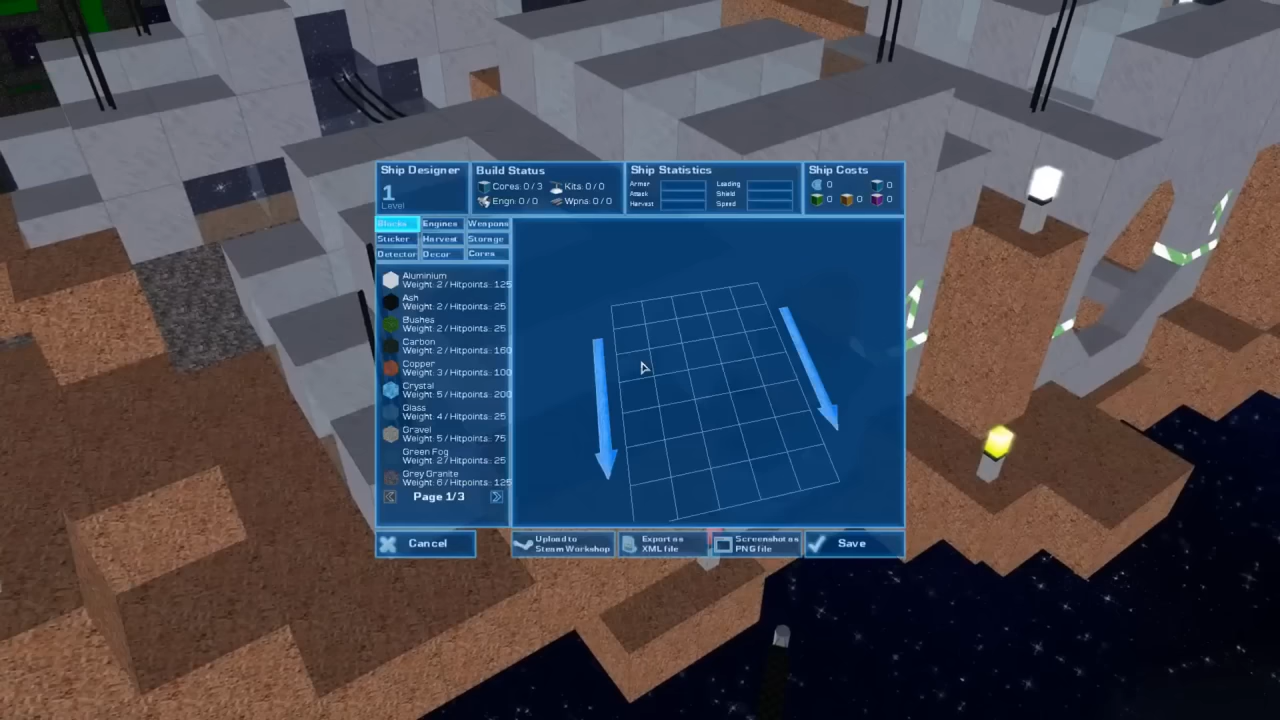 Ship Designer
1
Level
Build Status
Cores: 0 / 3
Kits: 0 / 0
Engn: 0 / 0
Wpns: 0 / 0
Ship Statistics
Armor
Attack
Harvest
Loading
Shield
Speed
Ship Costs
0
0
0
0
0
Blocks
Engines
Weapons
Sticker
Harvest
Storage
Detector
Decor
Cores
Aluminium
Weight: 2 / Hitpoints: 125
Ash
Weight: 2 / Hitpoints: 25
Bushes
Weight: 2 / Hitpoints: 25
Carbon
Weight: 2 / Hitpoints: 160
Copper
Weight: 3 / Hitpoints: 100
Crystal
Weight: 5 / Hitpoints: 200
Glass
Weight: 4 / Hitpoints: 25
Gravel
Weight: 5 / Hitpoints: 75
Green Fog
Weight: 2 / Hitpoints: 25
Grey Granite
Weight: 6 / Hitpoints: 125
Page 1/3
Cancel
Upload to
Steam Workshop
Export as
XML file
Screenshot as
PNG file
Save